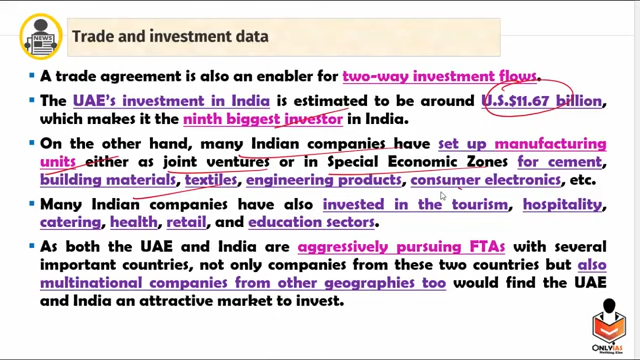 NEWS
Trade and investment data
▪ A trade agreement is also an enabler for two-way investment flows.
▪ The UAE's investment in India is estimated to be around U.S.$11.67 billion,
which makes it the ninth biggest investor in India.
▪ On the other hand, many Indian companies have set up manufacturing
units either as joint ventures or in Special Economic Zones for cement,
building materials, textiles, engineering products, consumer electronics, etc.
▪ Many Indian companies have also invested in the tourism, hospitality,
catering, health, retail, and education sectors.
▪ As both the UAE and India are aggressively pursuing FTAs with several
important countries, not only companies from these two countries but also
multinational companies from other geographies too would find the UAE
and India an attractive market to invest.
ONLYIAS